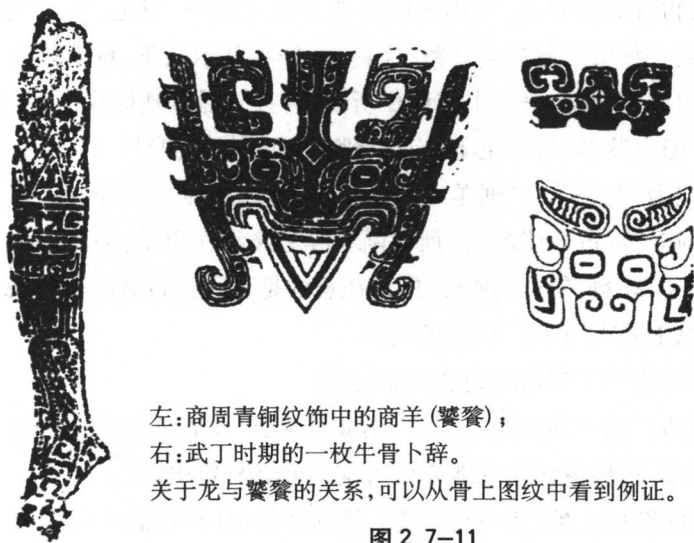 左:商周青铜纹饰中的商羊(饕餮);
右:武丁时期的一枚牛骨卜辞。
关于龙与饕餮的关系,可以从骨上图纹中看到例证。
图 2.7-11